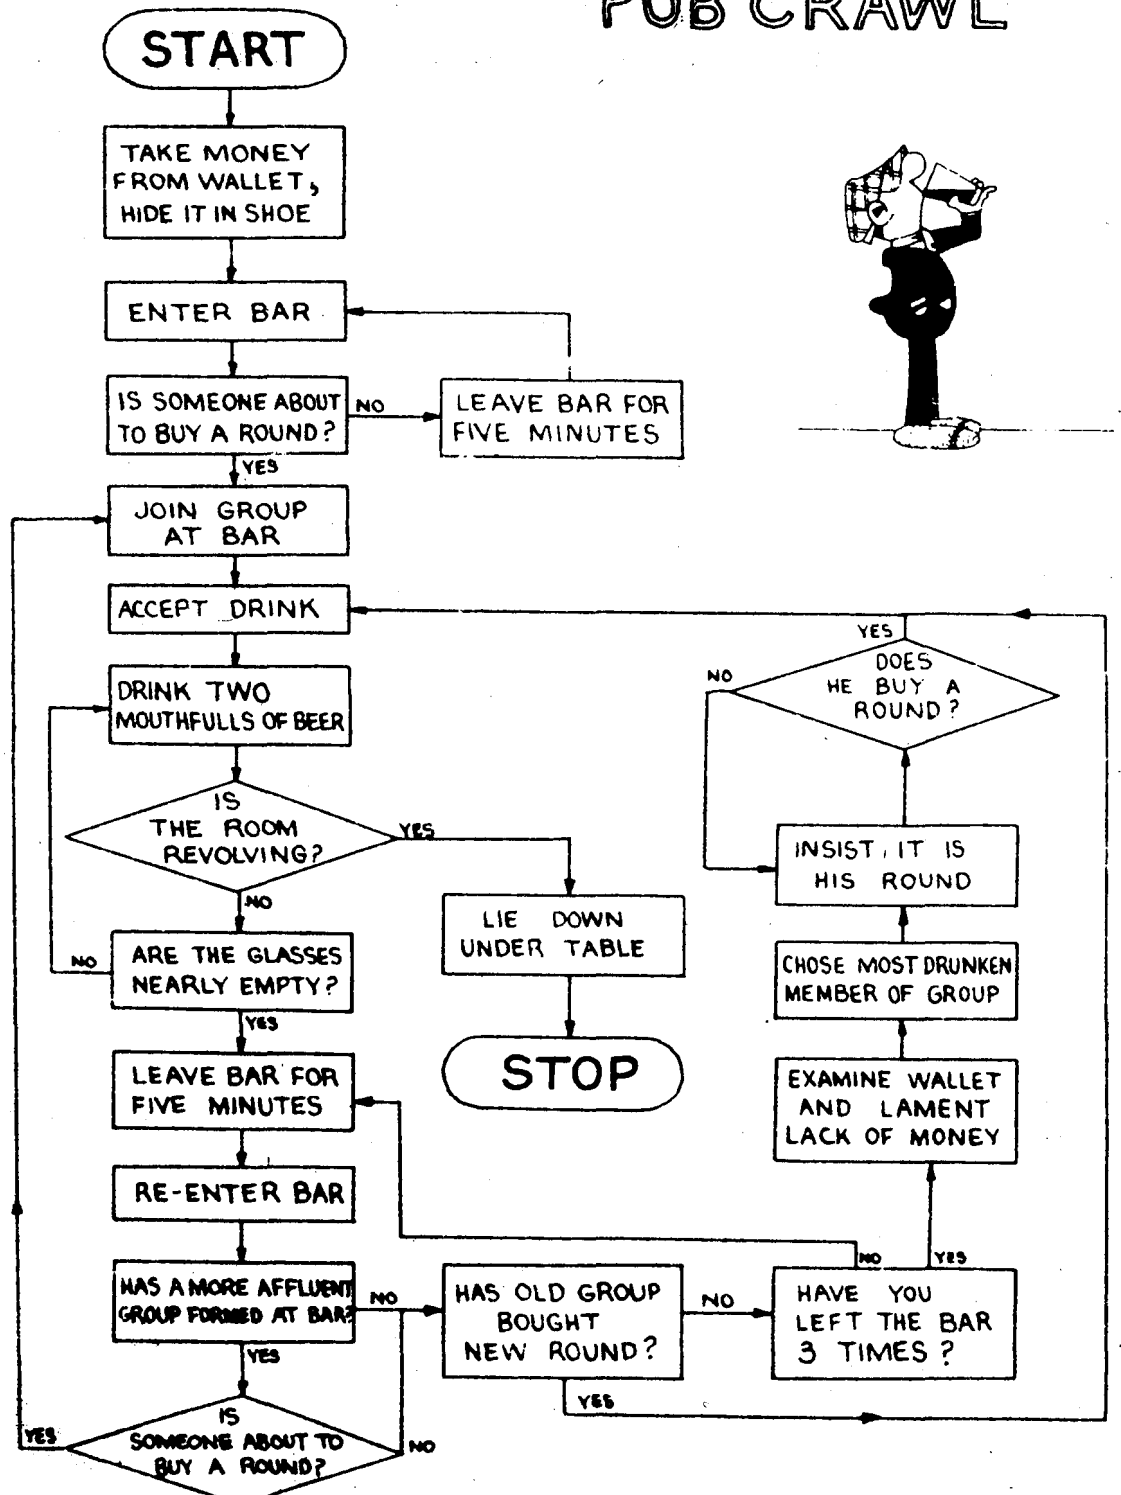 PUB CRAWL
START
TAKE MONEY
FROM WALLET,
HIDE IT IN SHOE
ENTER BAR
IS SOMEONE ABOUT
TO BUY A ROUND?
NO
LEAVE BAR FOR
FIVE MINUTES
YES
JOIN GROUP
AT BAR
ACCEPT DRINK
DRINK TWO
MOUTHFULLS OF BEER
IS
THE ROOM
REVOLVING?
YES
LIE DOWN
UNDER TABLE
STOP
NO
ARE THE GLASSES
NEARLY EMPTY?
NO
YES
LEAVE BAR FOR
FIVE MINUTES
RE-ENTER BAR
HAS A MORE AFFLUENT
GROUP FORMED AT BAR?
NO
YES
IS
SOMEONE ABOUT TO
BUY A ROUND?
YES
NO
HAS OLD GROUP
BOUGHT
NEW ROUND?
NO
YES
HAVE YOU
LEFT THE BAR
3 TIMES?
NO
YES
EXAMINE WALLET
AND LAMENT
LACK OF MONEY
CHOSE MOST DRUNKEN
MEMBER OF GROUP
INSIST, IT IS
HIS ROUND
DOES
HE BUY A
ROUND?
NO
YES